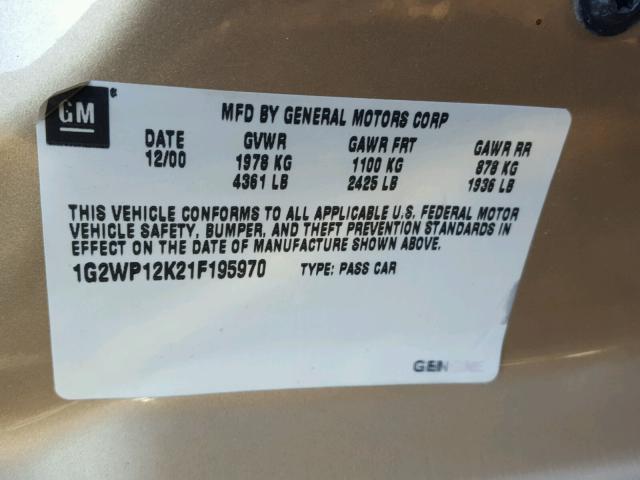 GM
MFD BY GENERAL MOTORS CORP
DATE GVWR GAWR FRT GAWR RR
12/00 1978 KG 1100 KG 878 KG
4361 LB 2425 LB 1936 LB
THIS VEHICLE CONFORMS TO ALL APPLICABLE U.S. FEDERAL MOTOR
VEHICLE SAFETY, BUMPER, AND THEFT PREVENTION STANDARDS IN
EFFECT ON THE DATE OF MANUFACTURE SHOWN ABOVE.
1G2WP12K21F195970 TYPE: PASS CAR
GENUINE